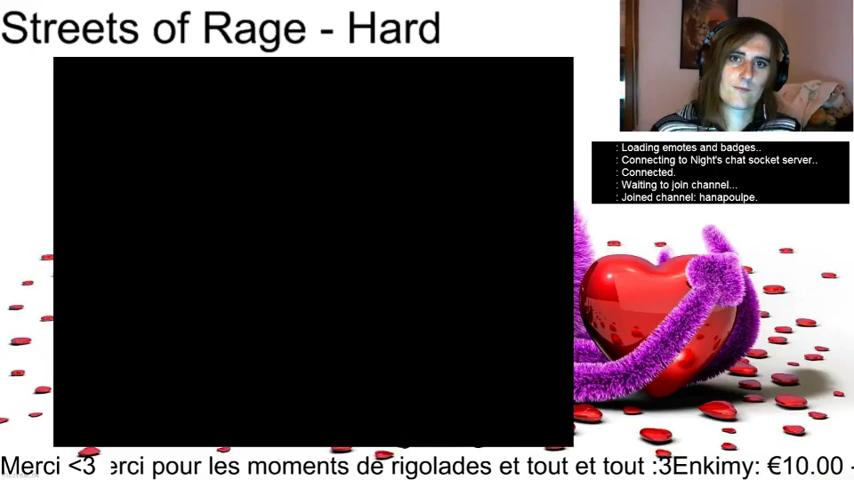 Streets of Rage - Hard
: Loading emotes and badges..
: Connecting to Night's chat socket server..
: Connected.
: Waiting to join channel...
: Joined channel: hanapoulpe.
Merci <3 erci pour les moments de rigolades et tout et tout :3Enkimy: €10.00 -